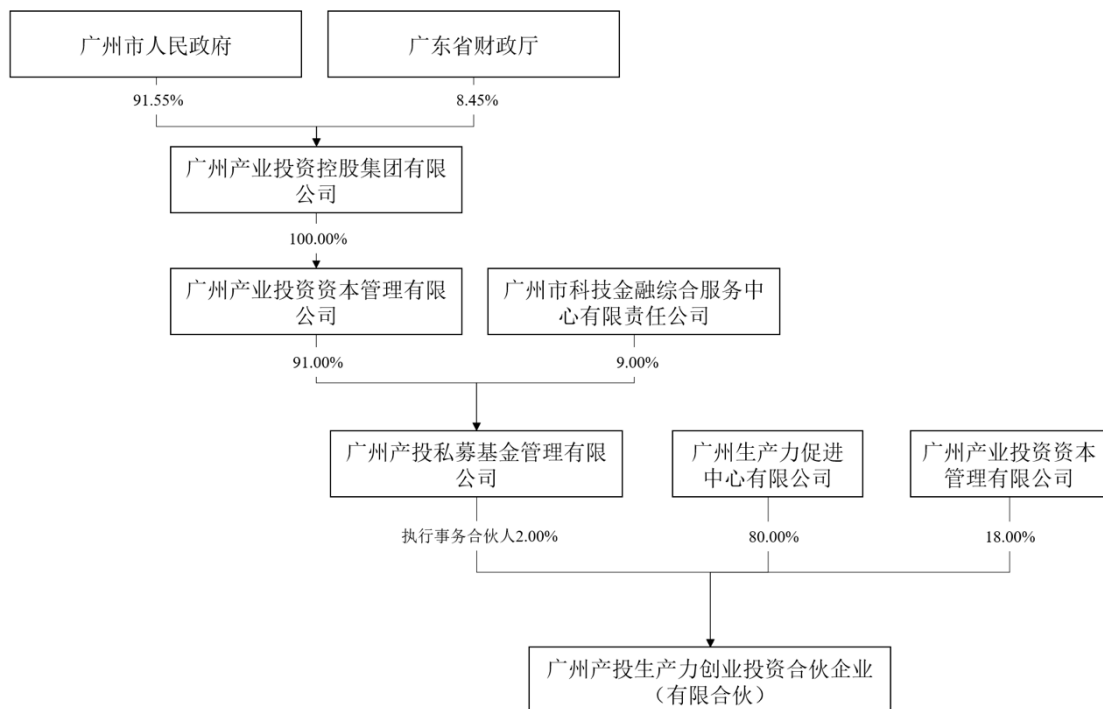 广州市人民政府
广东省财政厅
91.55%
8.45%
广州产业投资控股集团有限
公司
100.00%
广州产业投资资本管理有限
公司
广州市科技金融综合服务中
心有限责任公司
91.00%
9.00%
广州产投私募基金管理有限
公司
广州生产力促进
中心有限公司
广州产业投资资本
管理有限公司
执行事务合伙人2.00%
80.00%
18.00%
广州产投生产力创业投资合伙企业
（有限合伙）